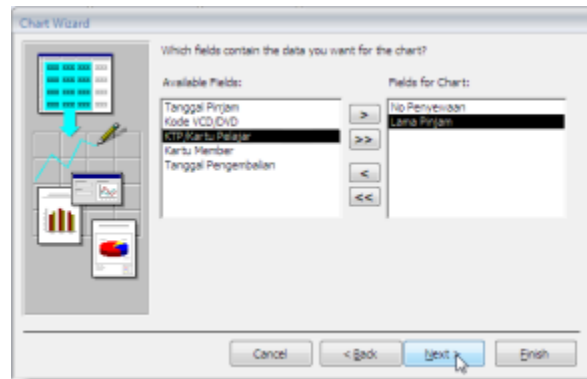 Chart Wizard
Which fields contain the data you want for the chart?
Available Fields:
Fields for Chart:
Tanggal Pinjam
Kode VCD/DVD
KTP/Kartu Pelajar
Kartu Member
Tanggal Pengembalian
>
>>
<
<<
No Penyewaan
Lama Pinjam
Cancel
< Back
Next >
Finish